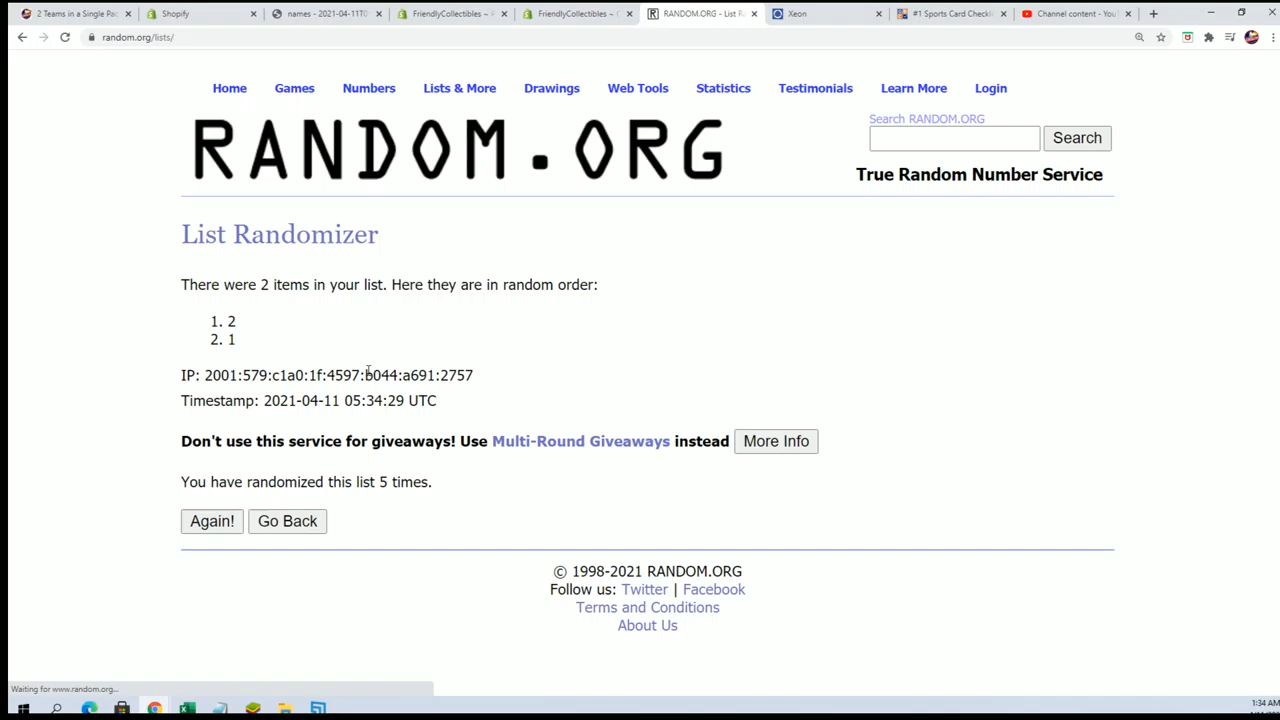 2 Teams in a Single Pac
Shopify
names - 2021-04-11T0
FriendlyCollectibles ~
FriendlyCollectibles ~
RANDOM.ORG - List R
Xeon
#1 Sports Card Checkl
Channel content - You
random.org/lists/
Home Games Numbers Lists & More Drawings Web Tools Statistics Testimonials Learn More Login
RANDOM.ORG
Search RANDOM.ORG
Search
True Random Number Service
List Randomizer
There were 2 items in your list. Here they are in random order:
1. 2
2. 1
IP: 2001:579:c1a0:1f:4597:b044:a691:2757
Timestamp: 2021-04-11 05:34:29 UTC
Don't use this service for giveaways! Use Multi-Round Giveaways instead More Info
You have randomized this list 5 times.
Again! Go Back
© 1998-2021 RANDOM.ORG
Follow us: Twitter | Facebook
Terms and Conditions
About Us
Waiting for www.random.org...
1:34 AM